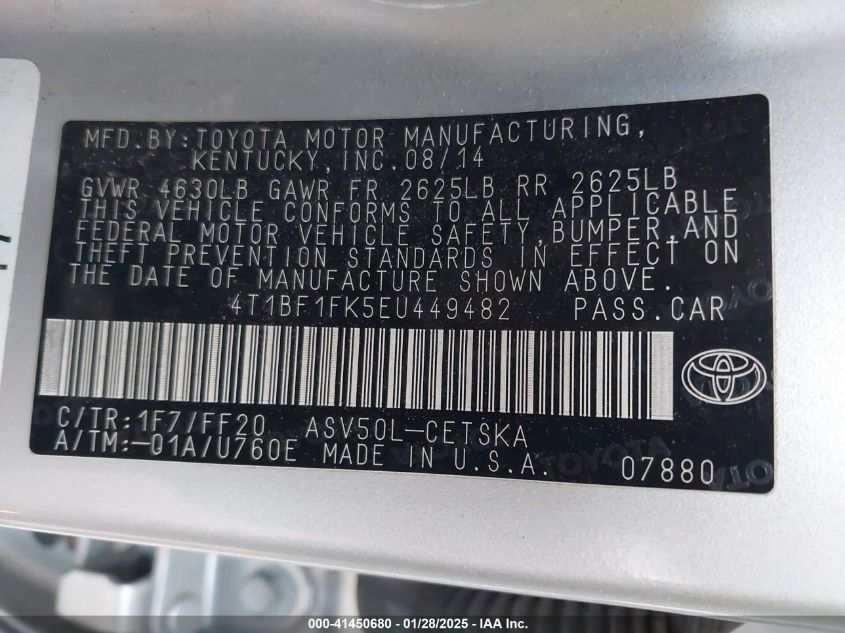 MFD.BY:TOYOTA MOTOR MANUFACTURING,
KENTUCKY,INC.08/14
GVWR 4630LB GAWR FR 2625LB RR 2625LB
THIS VEHICLE CONFORMS TO ALL APPLICABLE
FEDERAL MOTOR VEHICLE SAFETY,BUMPER,AND
THEFT PREVENTION STANDARDS IN EFFECT ON
THE DATE OF MANUFACTURE SHOWN ABOVE.
4T1BF1FK5EU449482 PASS.CAR
C/TR:1F7/FF20 ASV50L-CETSKA
A/TM:-01A/U760E MADE IN U.S.A. 07880
000-41450680 / 01/28/2025 - IAA Inc.